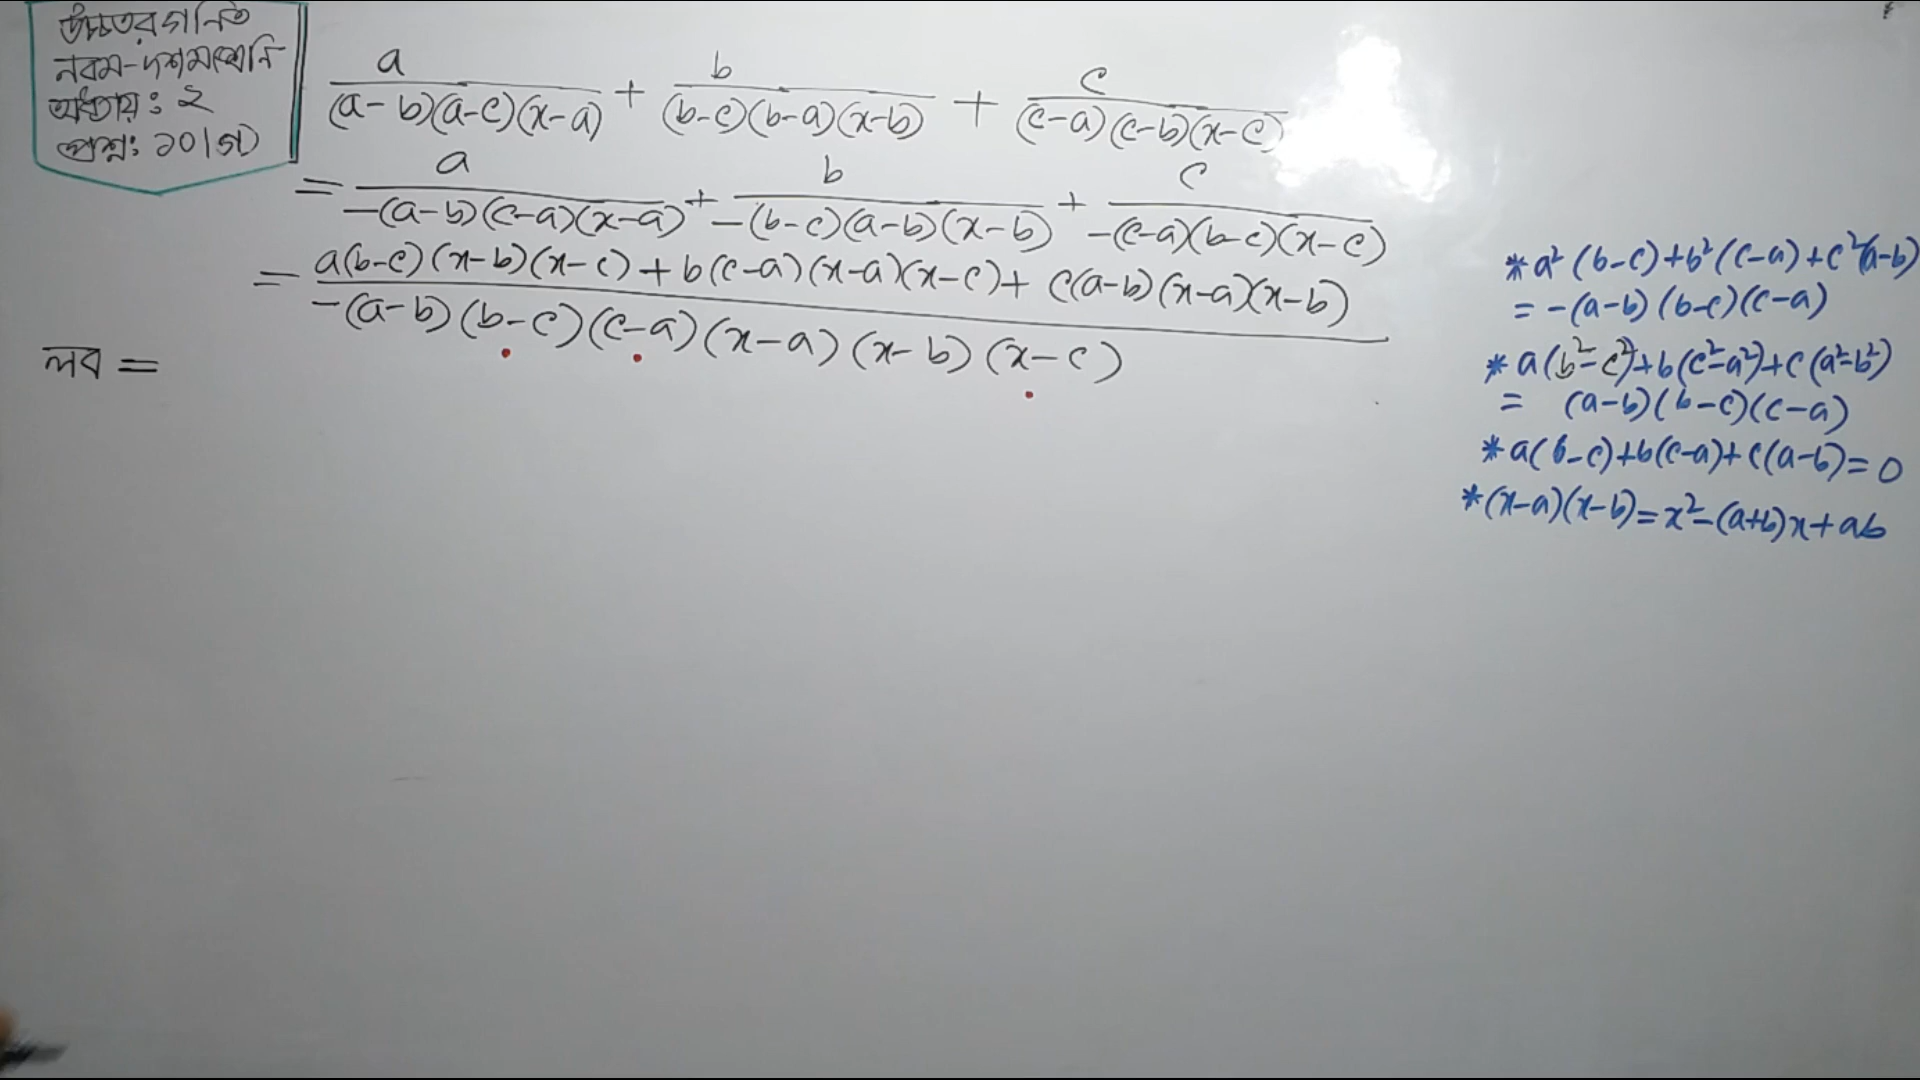 উচ্চতর গনিত
নবম-দশম শ্রেনি
অধ্যায়ঃ ২
প্রশ্নঃ ১০(গ)
a/((a-b)(a-c)(x-a)) + b/((b-c)(b-a)(x-b)) + c/((c-a)(c-b)(x-c))
= a/(-(a-b)(c-a)(x-a)) + b/(-(b-c)(a-b)(x-b)) + c/(-(c-a)(b-c)(x-c))
= (a(b-c)(x-b)(x-c) + b(c-a)(x-a)(x-c) + c(a-b)(x-a)(x-b))/(-(a-b)(b-c)(c-a)(x-a)(x-b)(x-c))
লব =
* a²(b-c)+b²(c-a)+c²(a-b)
= -(a-b)(b-c)(c-a)
* a(b²-c²)+b(c²-a²)+c(a²-b²)
= (a-b)(b-c)(c-a)
* a(b-c)+b(c-a)+c(a-b)=0
* (x-a)(x-b)=x²-(a+b)x+ab